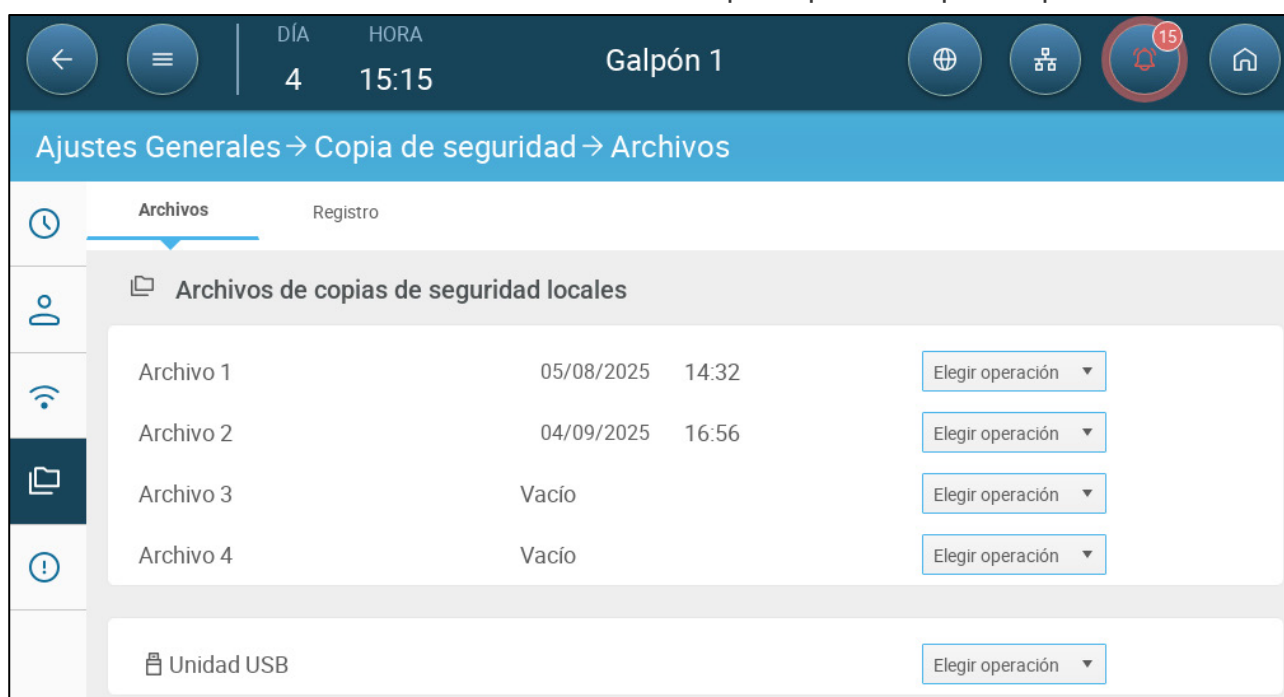 DÍA HORA
4 15:15
Galpón 1
15
Ajustes Generales → Copia de seguridad → Archivos
Archivos Registro
Archivos de copias de seguridad locales
Archivo 1 05/08/2025 14:32 Elegir operación
Archivo 2 04/09/2025 16:56 Elegir operación
Archivo 3 Vacío Elegir operación
Archivo 4 Vacío Elegir operación
Unidad USB Elegir operación